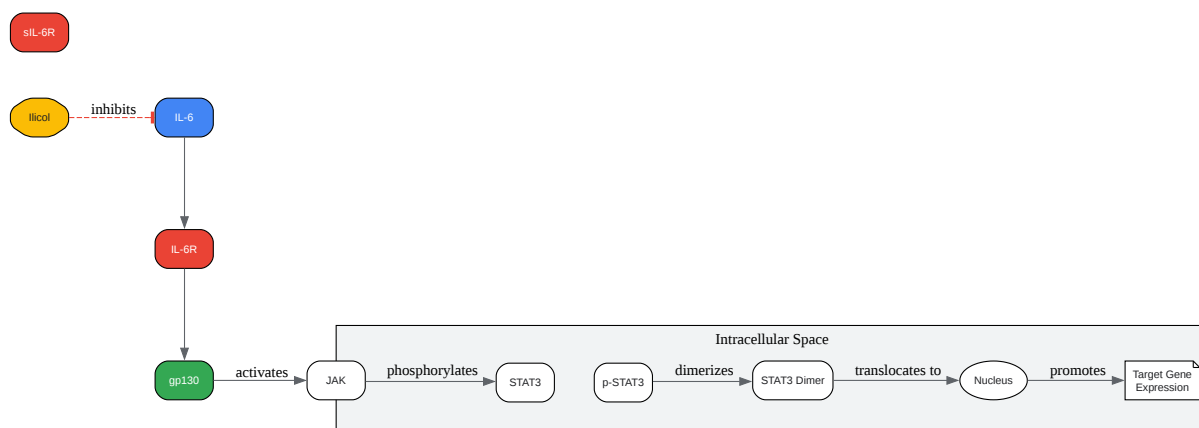 sIL-6R
Ilicol
inhibits
IL-6
IL-6R
Intracellular Space
gp130
activates
JAK
phosphorylates
STAT3
p-STAT3
dimerizes
STAT3 Dimer
translocates to
Nucleus
promotes
Target Gene
Expression